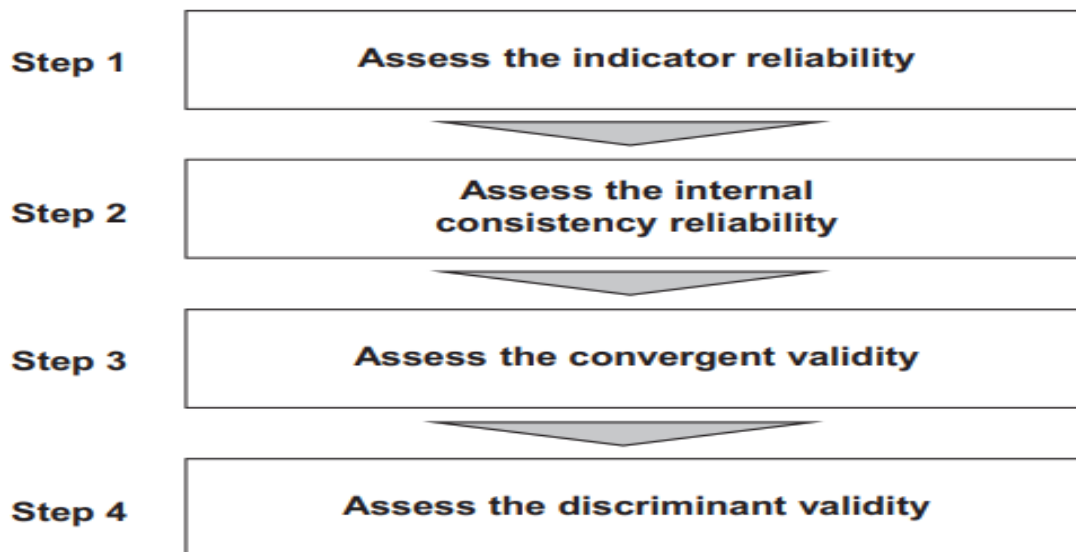 Step 1
Assess the indicator reliability
Step 2
Assess the internal
consistency reliability
Step 3
Assess the convergent validity
Step 4
Assess the discriminant validity